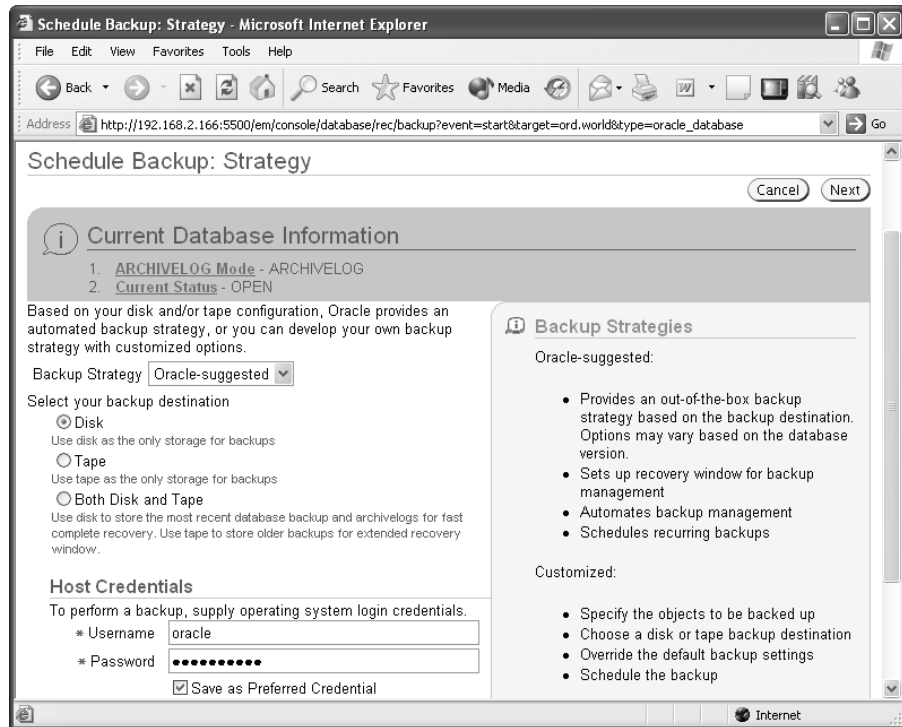 Schedule Backup: Strategy - Microsoft Internet Explorer
File Edit View Favorites Tools Help
Back Search Favorites Media
Address http://192.168.2.166:5500/em/console/database/rec/backup?event=start&target=ord.world&type=oracle_database Go
Schedule Backup: Strategy
Cancel Next
Current Database Information
1. ARCHIVELOG Mode - ARCHIVELOG
2. Current Status - OPEN
Based on your disk and/or tape configuration, Oracle provides an
automated backup strategy, or you can develop your own backup
strategy with customized options.
Backup Strategy Oracle-suggested
Select your backup destination
Disk
Use disk as the only storage for backups
Tape
Use tape as the only storage for backups
Both Disk and Tape
Use disk to store the most recent database backup and archivelogs for fast
complete recovery. Use tape to store older backups for extended recovery
window.
Host Credentials
To perform a backup, supply operating system login credentials.
* Username oracle
* Password ●●●●●●●●●●
Save as Preferred Credential
Backup Strategies
Oracle-suggested:
• Provides an out-of-the-box backup
strategy based on the backup destination.
Options may vary based on the database
version.
• Sets up recovery window for backup
management
• Automates backup management
• Schedules recurring backups
Customized:
• Specify the objects to be backed up
• Choose a disk or tape backup destination
• Override the default backup settings
• Schedule the backup
Internet